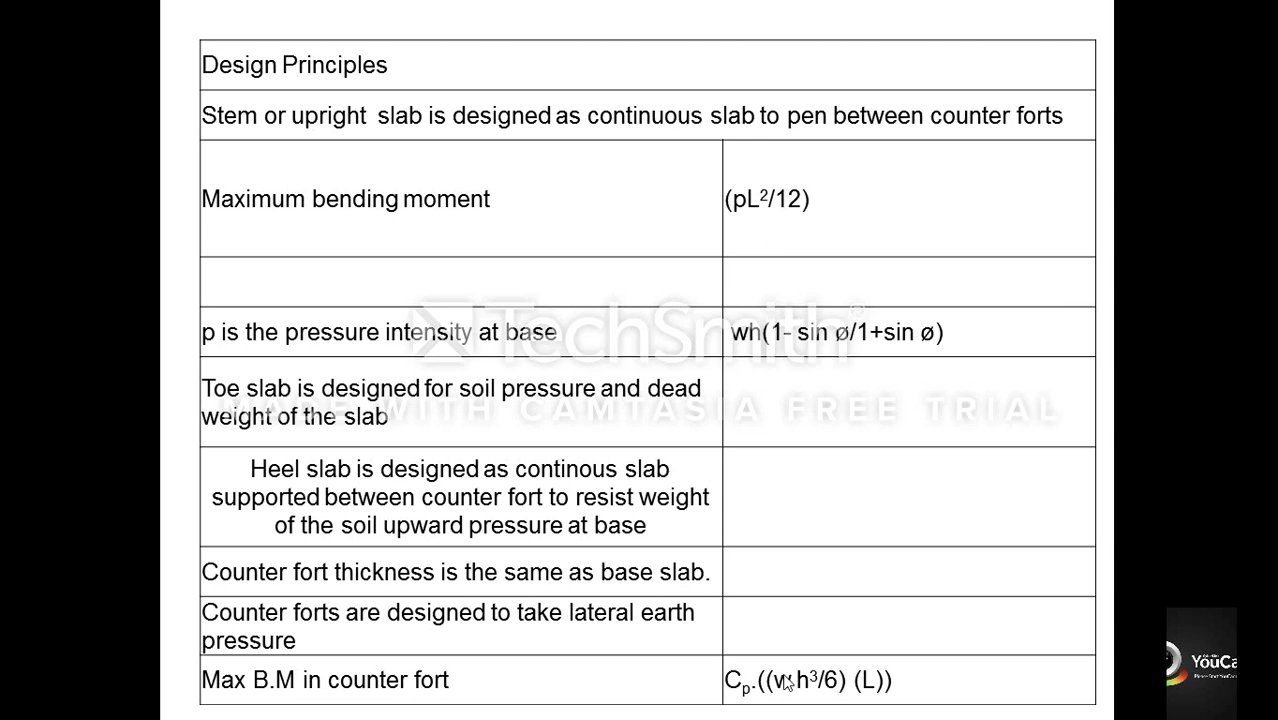 Design Principles
Stem or upright slab is designed as continuous slab to pen between counter forts
Maximum bending moment (pL²/12)
p is the pressure intensity at base wh(1- sin ø/1+sin ø)
TechSmith®
Toe slab is designed for soil pressure and dead
weight of the slab
MADE WITH CAMTASIA FREE TRIAL
Heel slab is designed as continous slab
supported between counter fort to resist weight
of the soil upward pressure at base
Counter fort thickness is the same as base slab.
Counter forts are designed to take lateral earth
pressure
Max B.M in counter fort Cp.((w.h³/6) (L))
YouCa